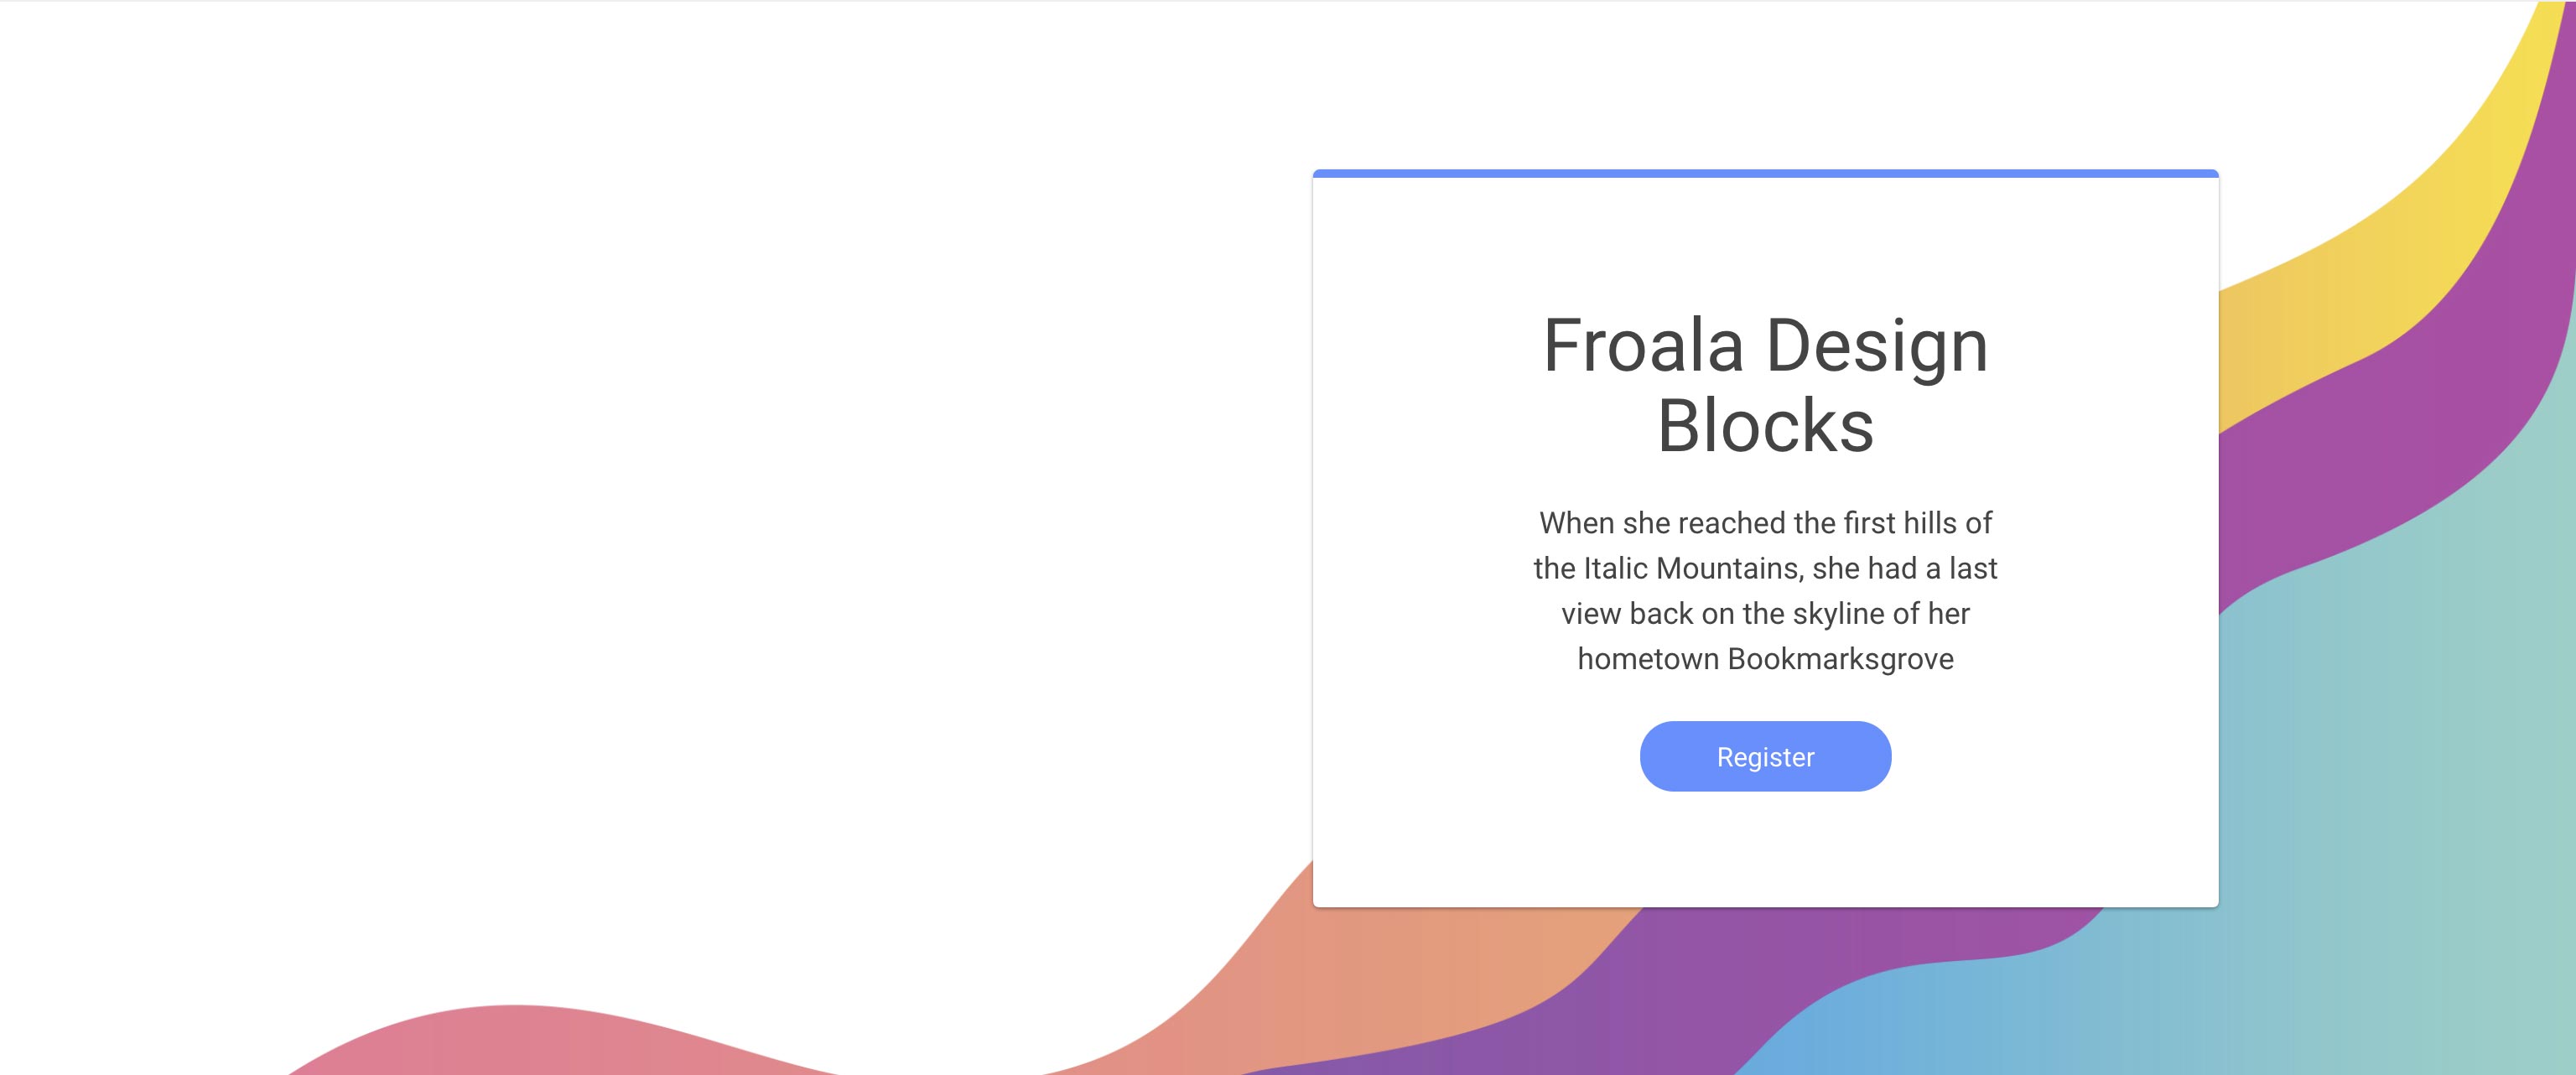 Froala Design
Blocks
When she reached the first hills of
the Italic Mountains, she had a last
view back on the skyline of her
hometown Bookmarksgrove
Register